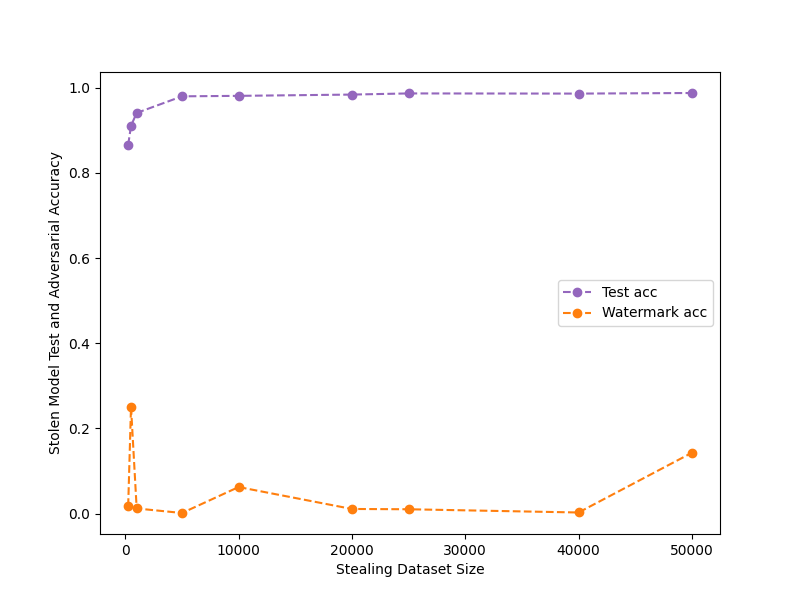 1.0
0.8
0.6
0.4
0.2
0.0
Stolen Model Test and Adversarial Accuracy
Test acc
Watermark acc
0 10000 20000 30000 40000 50000
Stealing Dataset Size